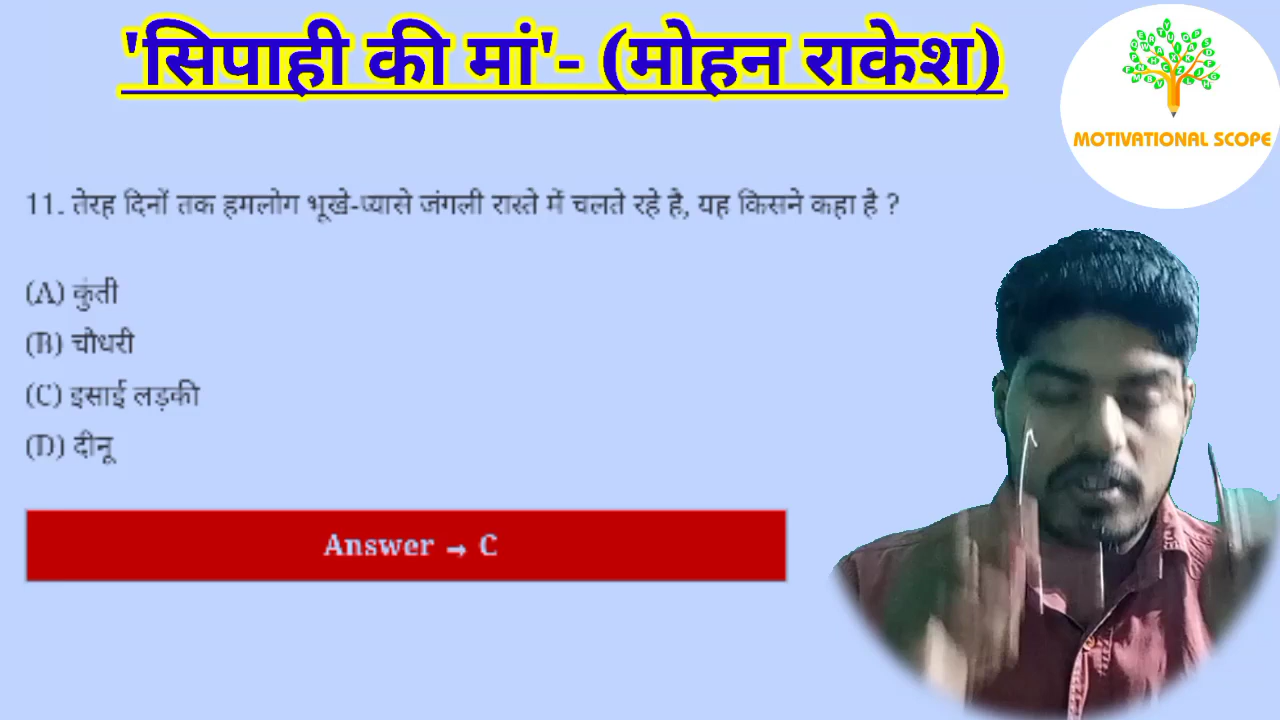 'सिपाही की मां'- (मोहन राकेश)
MOTIVATIONAL SCOPE
11. तेरह दिनों तक हमलोग भूखे-प्यासे जंगली रास्ते में चलते रहे है, यह किसने कहा है ?
(A) कुंती
(B) चौधरी
(C) इसाई लड़की
(D) दीनू
Answer → C